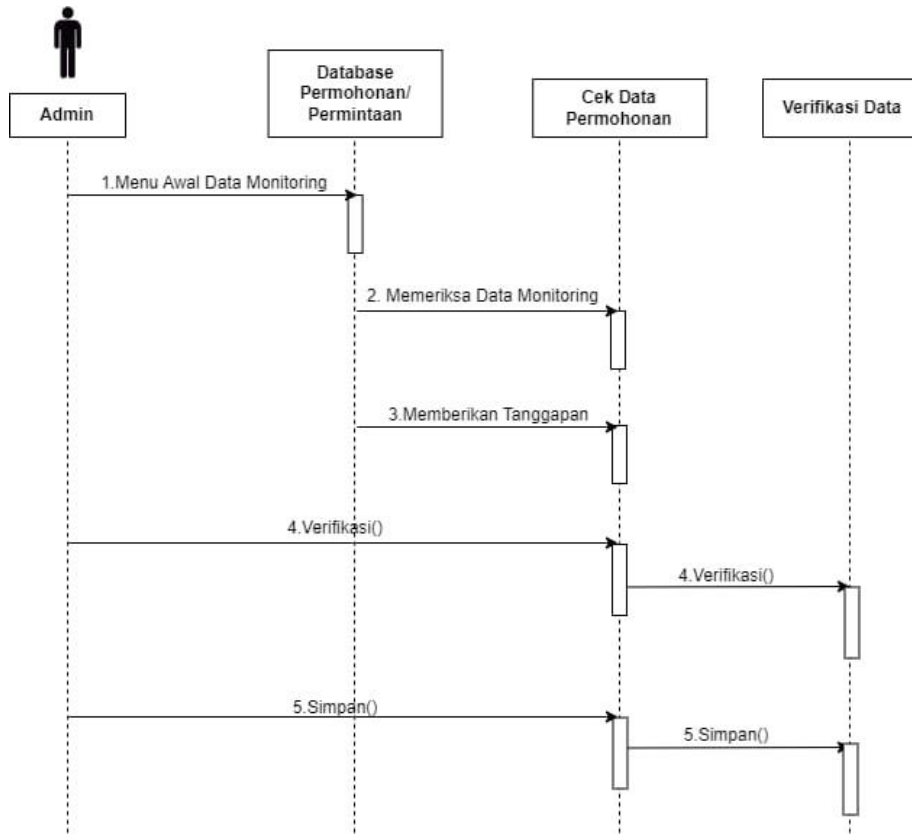 Admin
Database
Permohonan/
Permintaan
Cek Data
Permohonan
Verifikasi Data
1.Menu Awal Data Monitoring
2. Memeriksa Data Monitoring
3.Memberikan Tanggapan
4.Verifikasi()
4.Verifikasi()
5.Simpan()
5.Simpan()